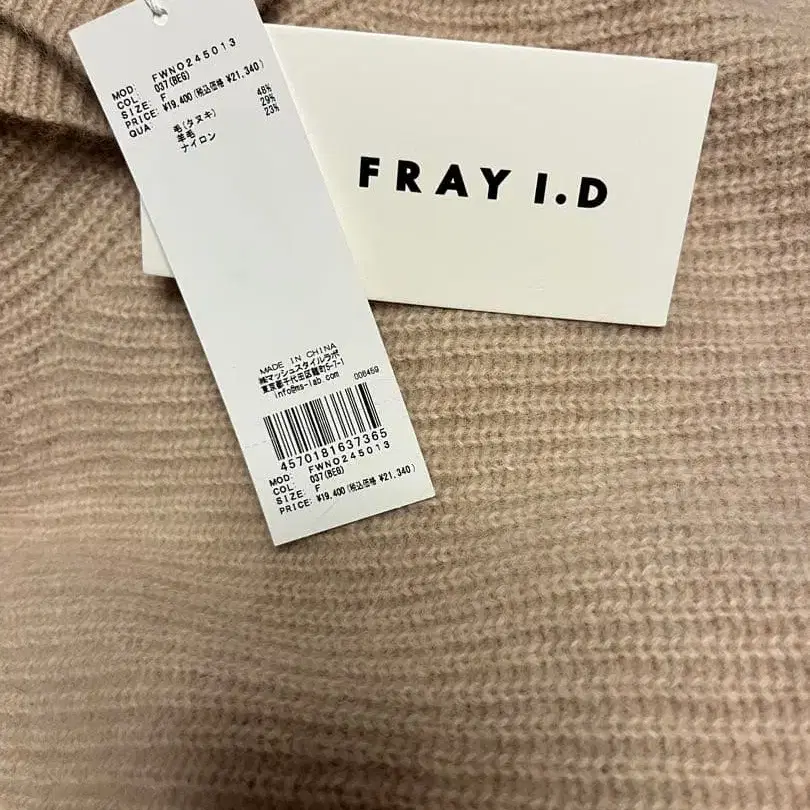 MOD: FWNO245013
COL: 037(BEG)
SIZE: F
PRICE: ¥19,400(税込価格 ¥21,340)
QUA: 毛(タヌキ) 48%
羊毛 29%
ナイロン 23%
FRAY I.D
MADE IN CHINA
㈱マッシュスタイルラボ
東京都千代田区麹町5-7-1
info@ms-lab.com 006459
4570181637365
MOD: FWNO245013
COL: 037(BEG)
SIZE: F
PRICE: ¥19,400(税込価格 ¥21,340)